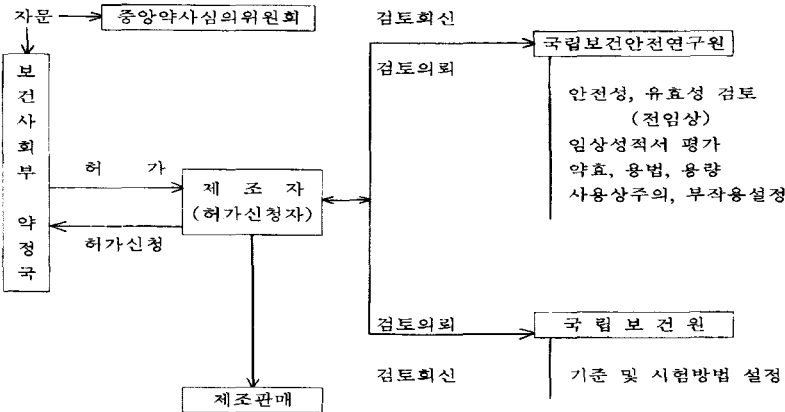 자문
중앙약사심의위원회
보건사회부 약정국
허 가
허가신청
제 조 자
(허가신청자)
제조판매
검토회신
검토의뢰
국립보건안전연구원
안전성, 유효성 검토
(전임상)
임상성적서 평가
약효, 용법, 용량
사용상주의, 부작용설정
검토의뢰
검토회신
국 립 보 건 원
기준 및 시험방법 설정